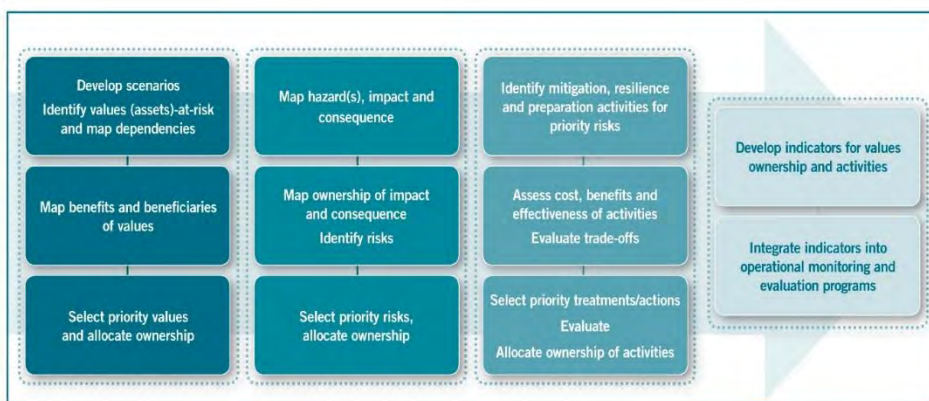 Develop scenarios
Identify values (assets)-at-risk
and map dependencies
Map benefits and beneficiaries
of values
Select priority values
and allocate ownership
Map hazard(s), impact and
consequence
Map ownership of impact
and consequence
Identify risks
Select priority risks,
allocate ownership
Identify mitigation, resilience
and preparation activities for
priority risks
Assess cost, benefits and
effectiveness of activities
Evaluate trade-offs
Select priority treatments/actions
Evaluate
Allocate ownership of activities
Develop indicators for values
ownership and activities
Integrate indicators into
operational monitoring and
evaluation programs